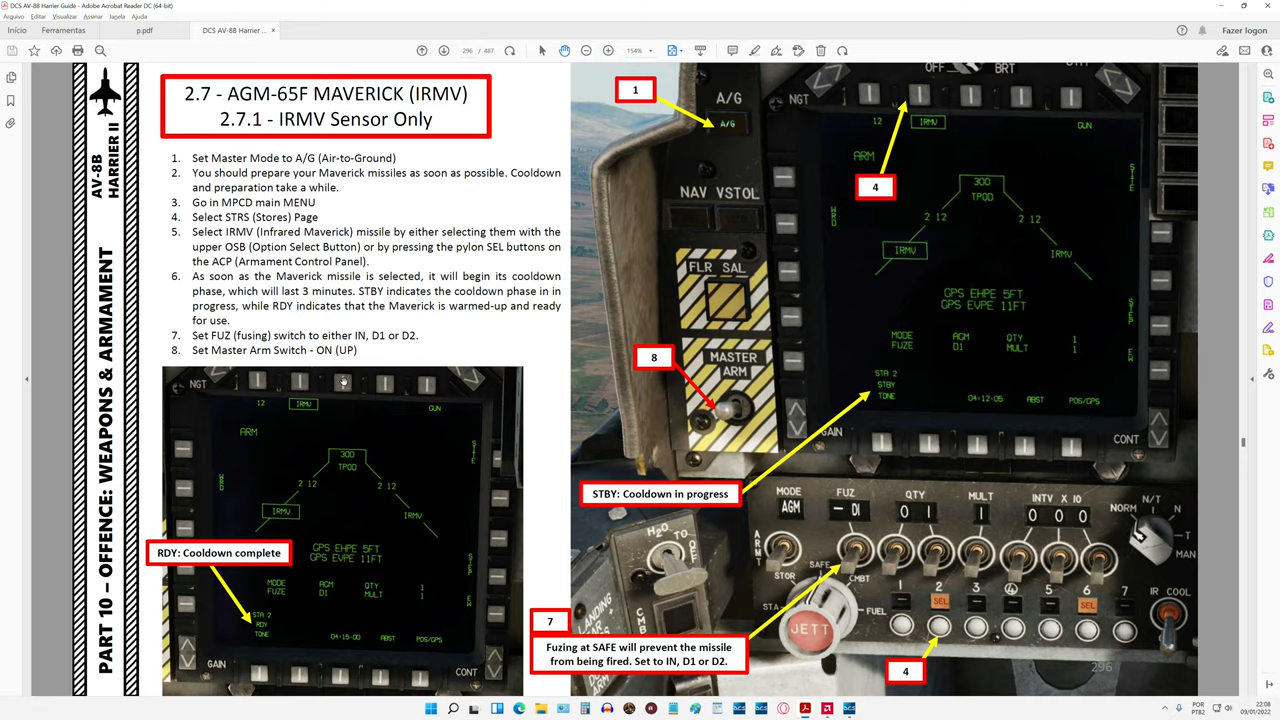 DCS AV-8B Harrier Guide - Adobe Acrobat Reader DC (64-bit)
Arquivo Editar Visualizar Assinar Janela Ajuda
Início Ferramentas p.pdf DCS AV-8B Harrier ... × Fazer logon
296 / 487 154%
AV-8B
HARRIER II
PART 10 – OFFENCE: WEAPONS & ARMAMENT
2.7 - AGM-65F MAVERICK (IRMV)
2.7.1 - IRMV Sensor Only
1. Set Master Mode to A/G (Air-to-Ground)
2. You should prepare your Maverick missiles as soon as possible. Cooldown
and preparation take a while.
3. Go in MPCD main MENU
4. Select STRS (Stores) Page
5. Select IRMV (Infrared Maverick) missile by either selecting them with the
upper OSB (Option Select Button) or by pressing the pylon SEL buttons on
the ACP (Armament Control Panel).
6. As soon as the Maverick missile is selected, it will begin its cooldown
phase, which will last 3 minutes. STBY indicates the cooldown phase in in
progress, while RDY indicates that the Maverick is warmed-up and ready
for use.
7. Set FUZ (fusing) switch to either IN, D1 or D2.
8. Set Master Arm Switch - ON (UP)
NGT
12 IRMV GUN
ARM
300
TPOD
2 12 2 12
IRMV IRMV
GPS EHPE 5FT
GPS EVPE 11FT
MODE AGM QTY 1
FUZE D1 MULT 1
STA 2
RDY
TONE 04:15:00 ABST POS/GPS
GAIN CONT
RDY: Cooldown complete
1
A/G
A/G
NAV VSTOL
FLR SAL
MASTER
ARM
8
OFF BRT
NGT
12 IRMV GUN
4
ARM
300
TPOD
2 12 2 12
IRMV IRMV
GPS EHPE 5FT
GPS EVPE 11FT
MODE AGM QTY 1
FUZE D1 MULT 1
STA 2
STBY
TONE 04:12:05 ABST POS/GPS
GAIN CONT
STBY: Cooldown in progress
MODE FUZ QTY MULT INTV X 10 N/T
AGM – D1 0 1 1 0 0 0 N
T
MAN
H2O TO
OFF
SAFE CMBT
STOR
STA
FUEL
JETT
1 2 3 4 5 6 7 IR COOL
SEL SEL
7
Fuzing at SAFE will prevent the missile
from being fired. Set to IN, D1 or D2.
4
296
POR
PTB2
22:08
09/01/2022